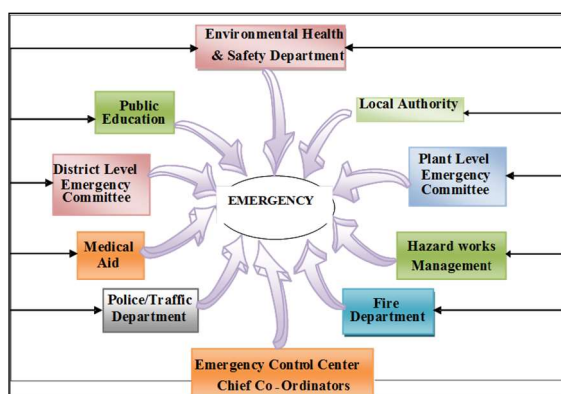 Environmental Health
& Safety Department
Public
Education
Local Authority
District Level
Emergency
Committee
Plant Level
Emergency
Committee
EMERGENCY
Medical
Aid
Hazard works
Management
Police/Traffic
Department
Fire
Department
Emergency Control Center
Chief Co-Ordinators